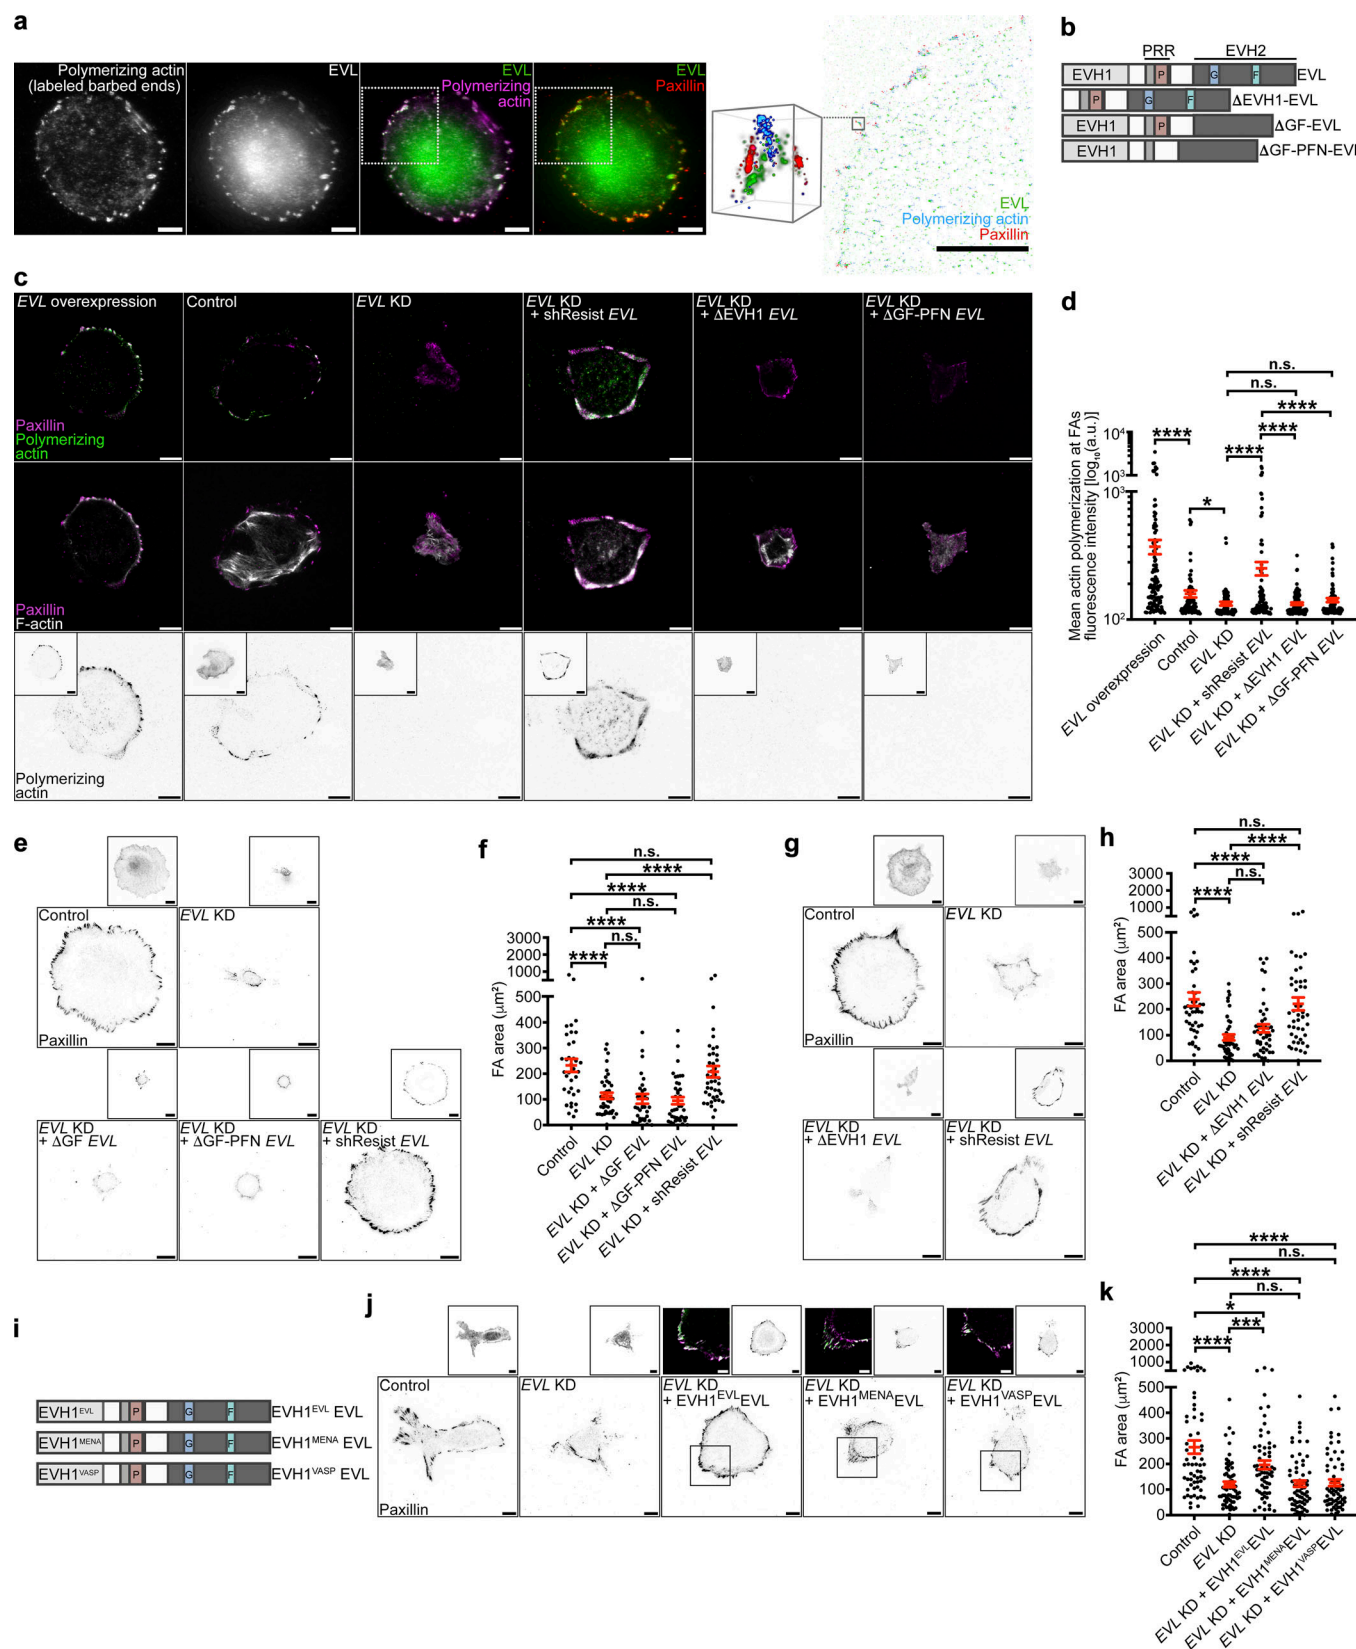 a
Polymerizing actin
(labeled barbed ends)
EVL
EVL
Polymerizing
actin
EVL
Paxillin
EVL
Polymerizing actin
Paxillin
b
PRR
EVH2
EVH1
P
G
F
EVL
P
G
F
ΔEVH1-EVL
EVH1
P
ΔGF-EVL
EVH1
ΔGF-PFN-EVL
c
EVL overexpression
Control
EVL KD
EVL KD
+ shResist EVL
EVL KD
+ ΔEVH1 EVL
EVL KD
+ ΔGF-PFN EVL
Paxillin
Polymerizing
actin
Paxillin
F-actin
Polymerizing
actin
d
n.s.
n.s.
****
****
****
****
*
Mean actin polymerization at FAs
fluorescence intensity [log₁₀(a.u.)]
10⁴
10³
10³
10²
EVL overexpression
Control
EVL KD
EVL KD + shResist EVL
EVL KD + ΔEVH1 EVL
EVL KD + ΔGF-PFN EVL
e
Control
EVL KD
Paxillin
EVL KD
+ ΔGF EVL
EVL KD
+ ΔGF-PFN EVL
EVL KD
+ shResist EVL
f
n.s.
****
****
n.s.
****
n.s.
****
FA area (µm²)
3000
2000
1000
500
400
300
200
100
0
Control
EVL KD
EVL KD + ΔGF EVL
EVL KD + ΔGF-PFN EVL
EVL KD + shResist EVL
g
Control
EVL KD
Paxillin
EVL KD
+ ΔEVH1 EVL
EVL KD
+ shResist EVL
h
n.s.
****
****
n.s.
****
FA area (µm²)
3000
2000
1000
500
400
300
200
100
0
Control
EVL KD
EVL KD + ΔEVH1 EVL
EVL KD + shResist EVL
i
EVH1ᴱⱽᴸ
P
G
F
EVH1ᴱⱽᴸ EVL
EVH1ᴹᴱᴺᴬ
P
G
F
EVH1ᴹᴱᴺᴬ EVL
EVH1ⱽᴬˢᴾ
P
G
F
EVH1ⱽᴬˢᴾ EVL
j
Control
EVL KD
EVL KD
+ EVH1ᴱⱽᴸEVL
EVL KD
+ EVH1ᴹᴱᴺᴬEVL
EVL KD
+ EVH1ⱽᴬˢᴾEVL
Paxillin
k
****
n.s.
****
n.s.
*
***
****
FA area (µm²)
3000
2000
1000
500
400
300
200
100
0
Control
EVL KD
EVL KD + EVH1ᴱⱽᴸEVL
EVL KD + EVH1ᴹᴱᴺᴬEVL
EVL KD + EVH1ⱽᴬˢᴾEVL